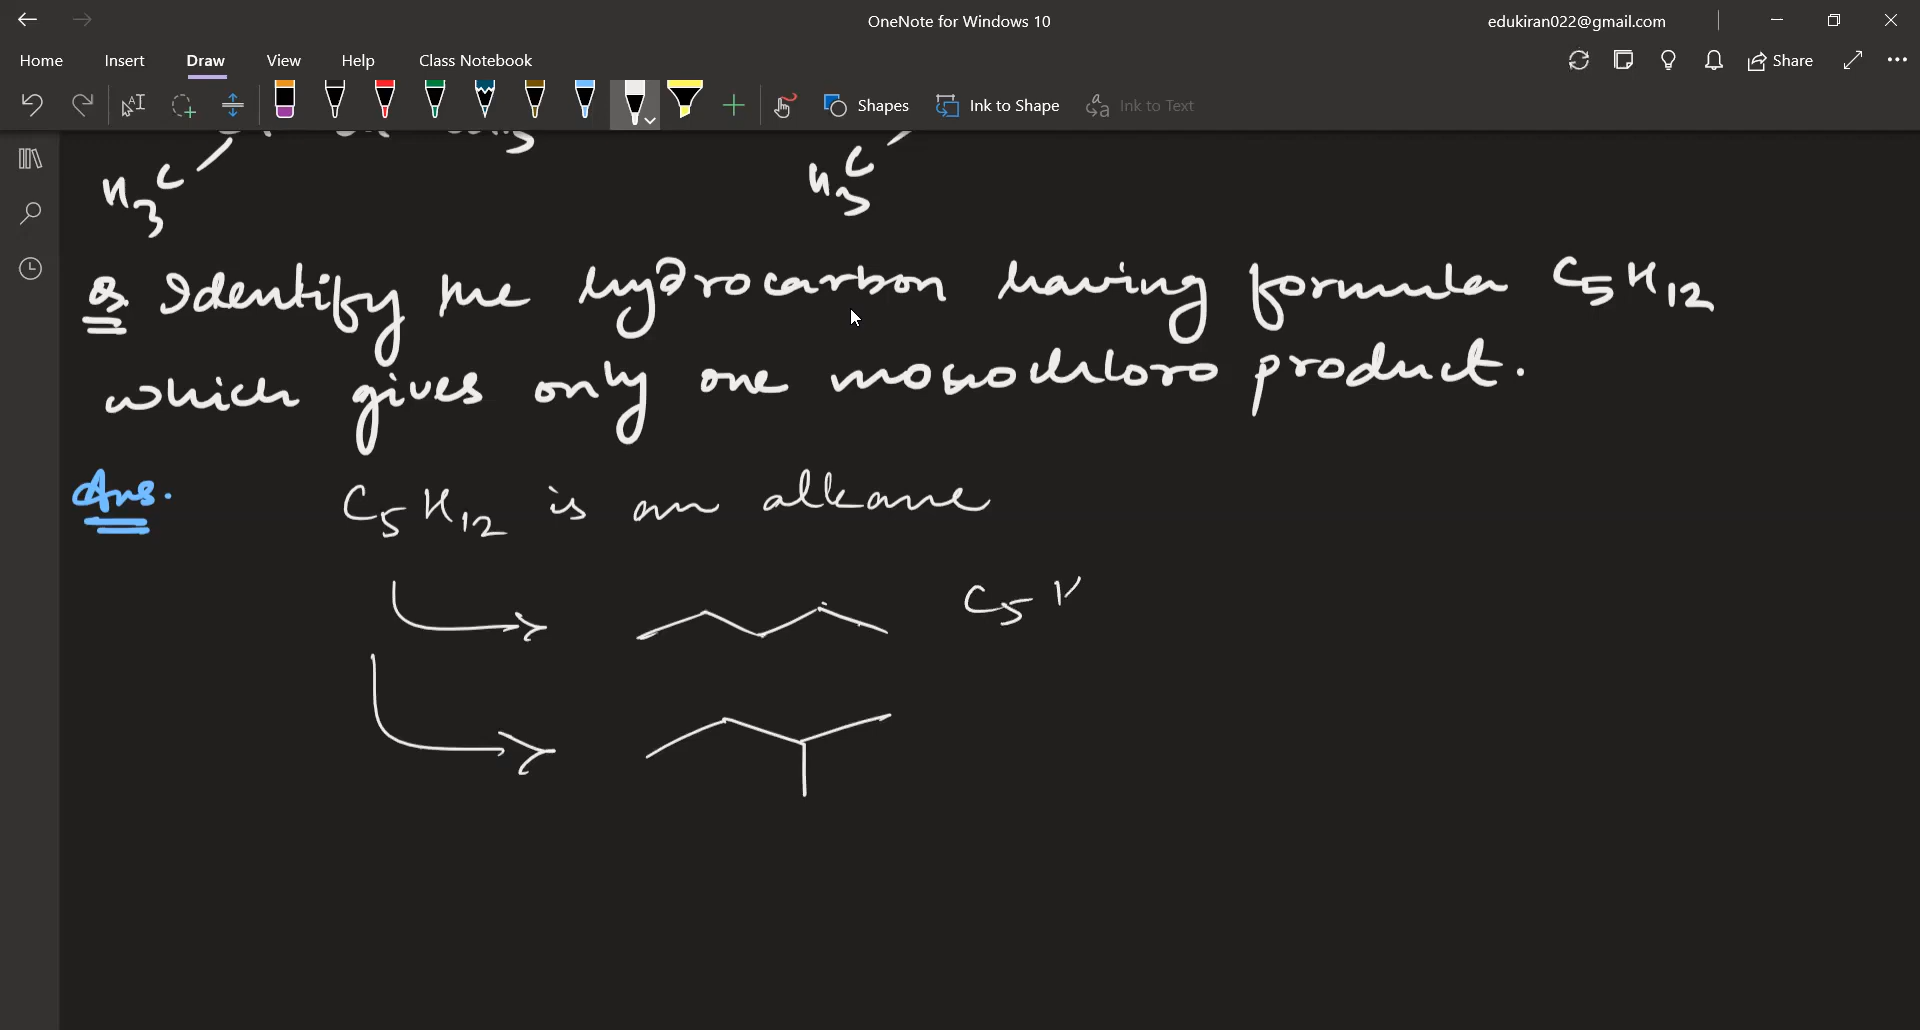 OneNote for Windows 10
edukiran022@gmail.com
Home Insert Draw View Help Class Notebook
Share
Shapes Ink to Shape Ink to Text
H3C
H3C
Q. Identify the hydrocarbon having formula C5H12
which gives only one monochloro product.
Ans. C5H12 is an alkane
C5